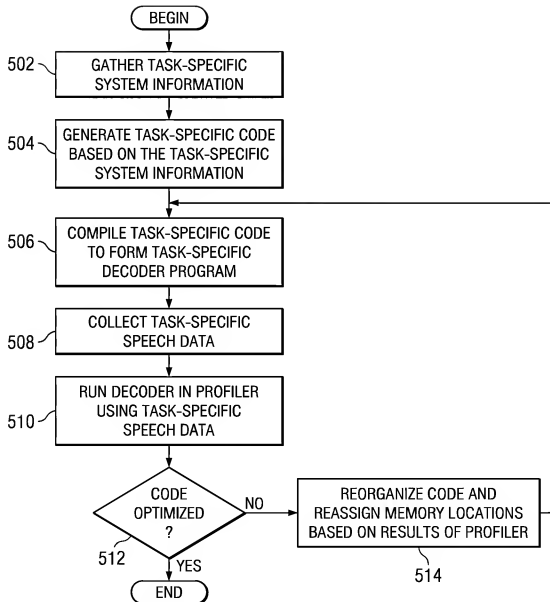 BEGIN
502
GATHER TASK-SPECIFIC
SYSTEM INFORMATION
504
GENERATE TASK-SPECIFIC CODE
BASED ON THE TASK-SPECIFIC
SYSTEM INFORMATION
506
COMPILE TASK-SPECIFIC CODE
TO FORM TASK-SPECIFIC
DECODER PROGRAM
508
COLLECT TASK-SPECIFIC
SPEECH DATA
510
RUN DECODER IN PROFILER
USING TASK-SPECIFIC
SPEECH DATA
CODE
OPTIMIZED
?
512
NO
REORGANIZE CODE AND
REASSIGN MEMORY LOCATIONS
BASED ON RESULTS OF PROFILER
514
YES
END